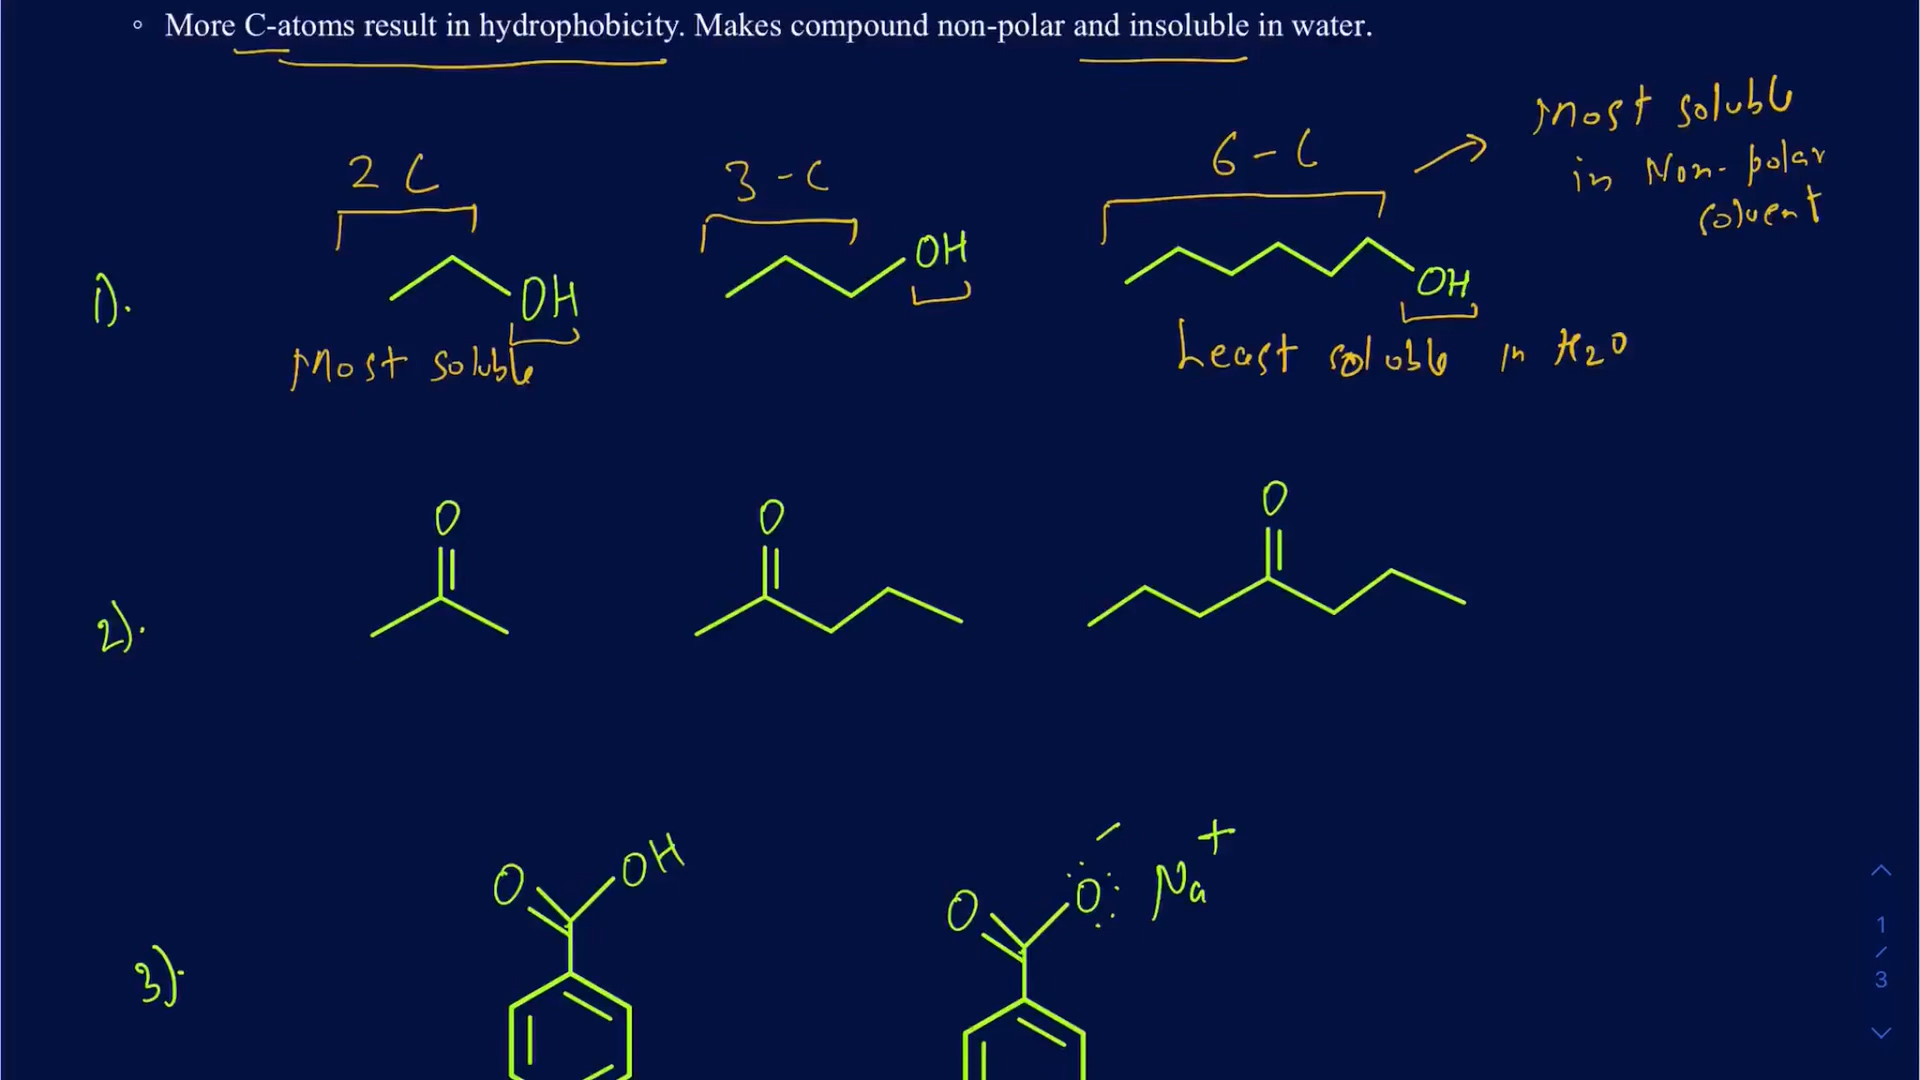 ◦ More C-atoms result in hydrophobicity. Makes compound non-polar and insoluble in water.
Most soluble
in Non-polar
solvent
2 C
3 - C
6 - C
1).
OH
OH
OH
Most soluble
Least soluble in H2O
2).
O
O
O
3).
O
OH
O
O
−
Na
+
1
/
3